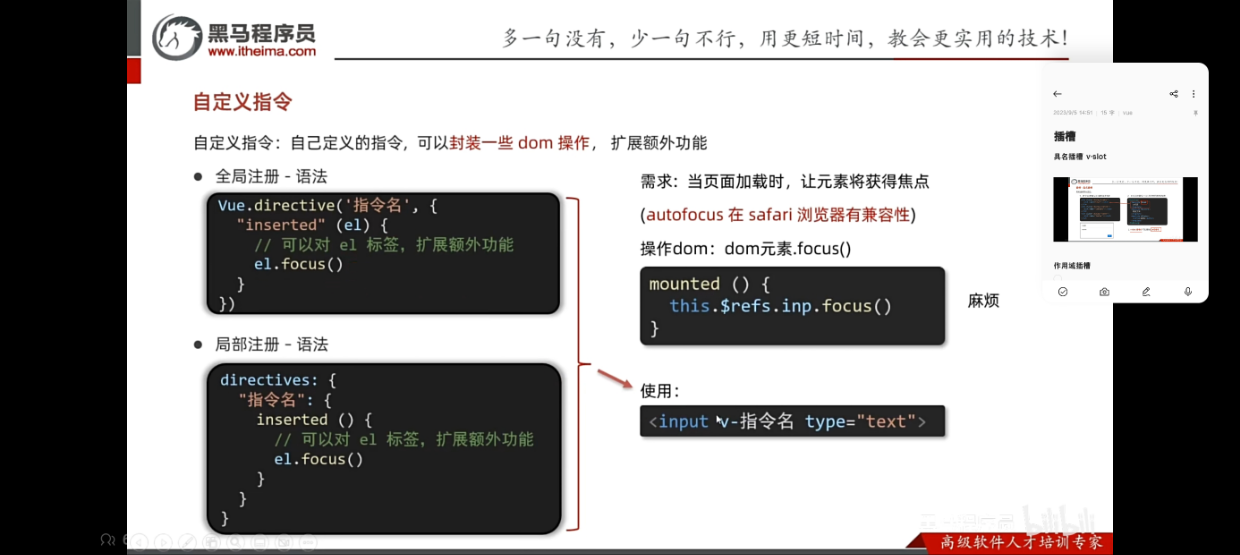 黑马程序员
www.itheima.com
多一句没有，少一句不行，用更短时间，教会更实用的技术！
自定义指令
自定义指令：自己定义的指令，可以封装一些 dom 操作， 扩展额外功能
● 全局注册 - 语法
Vue.directive('指令名', {
"inserted" (el) {
// 可以对 el 标签，扩展额外功能
el.focus()
}
})
● 局部注册 - 语法
directives: {
"指令名": {
inserted () {
// 可以对 el 标签，扩展额外功能
el.focus()
}
}
}
需求：当页面加载时，让元素将获得焦点
(autofocus 在 safari 浏览器有兼容性)
操作dom：dom元素.focus()
mounted () {
this.$refs.inp.focus()
}
麻烦
使用：
<input v-指令名 type="text">
2023/9/5 14:51 | 15 字 | vue
插槽
具名插槽 v-slot
作用域插槽
bilibili
高级软件人才培训专家